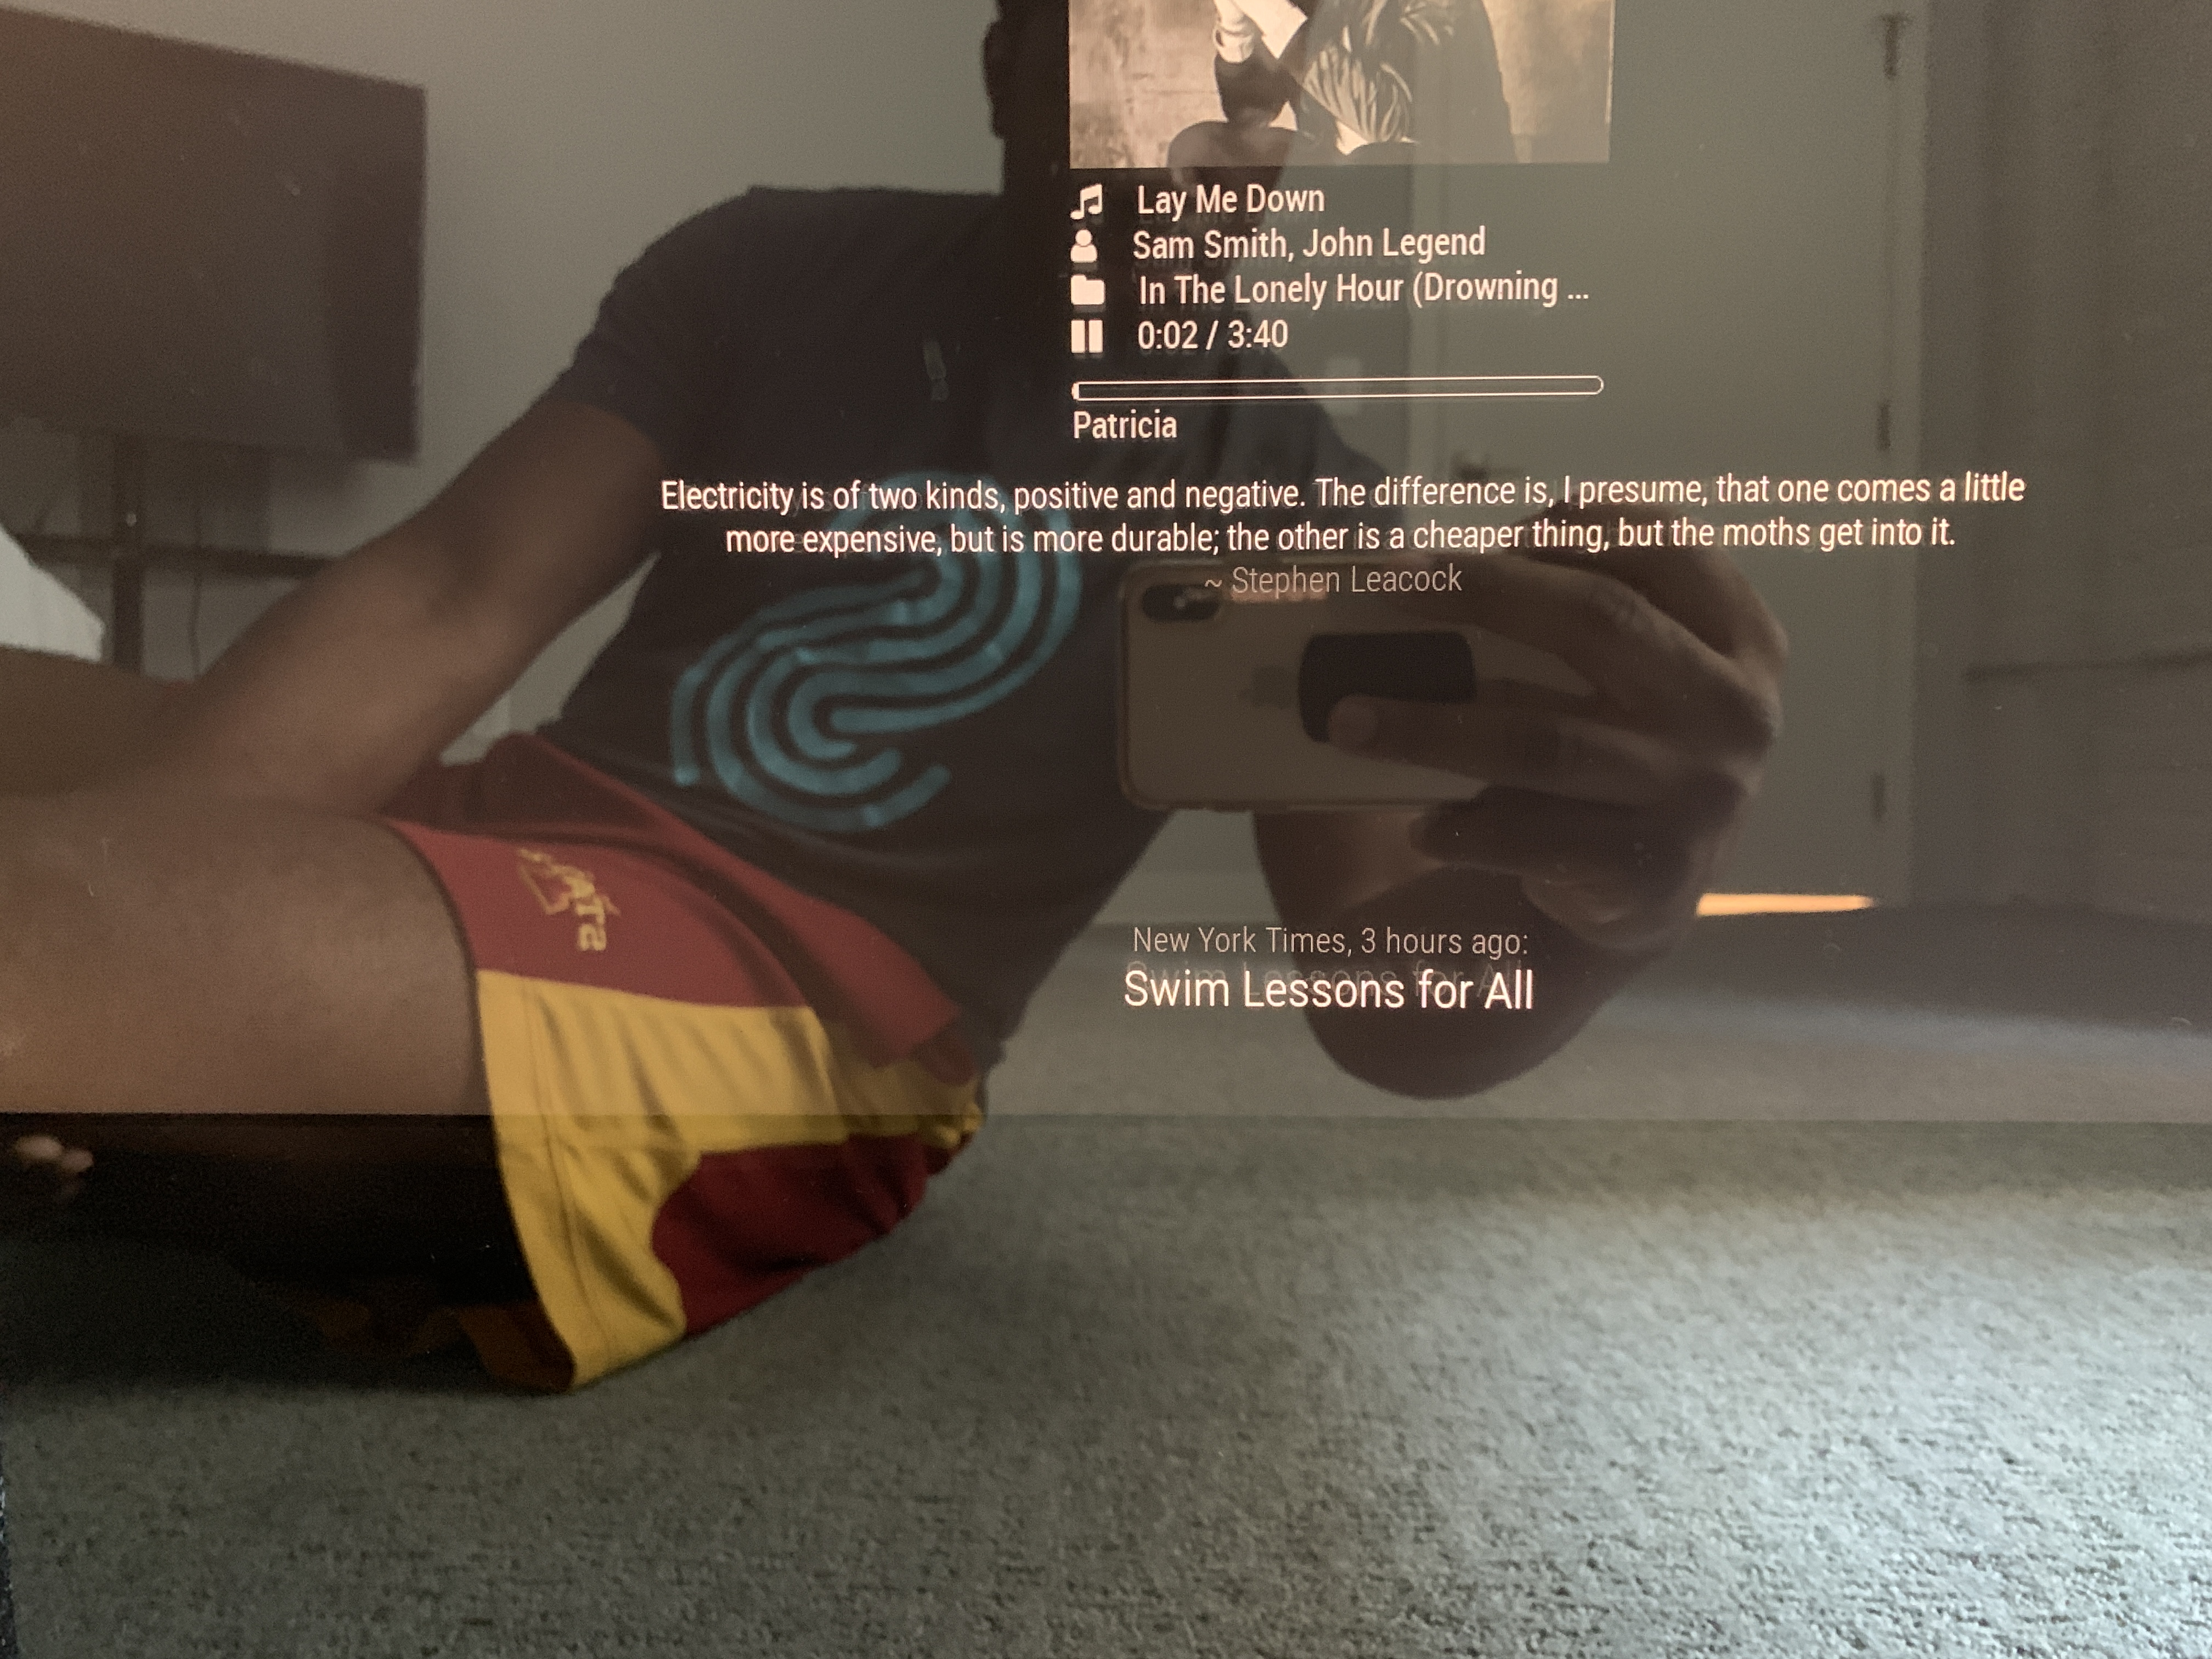 Lay Me Down
Sam Smith, John Legend
In The Lonely Hour (Drowning ...
0:02 / 3:40
Patricia
Electricity is of two kinds, positive and negative. The difference is, I presume, that one comes a little
more expensive, but is more durable; the other is a cheaper thing, but the moths get into it.
~ Stephen Leacock
New York Times, 3 hours ago:
Swim Lessons for All